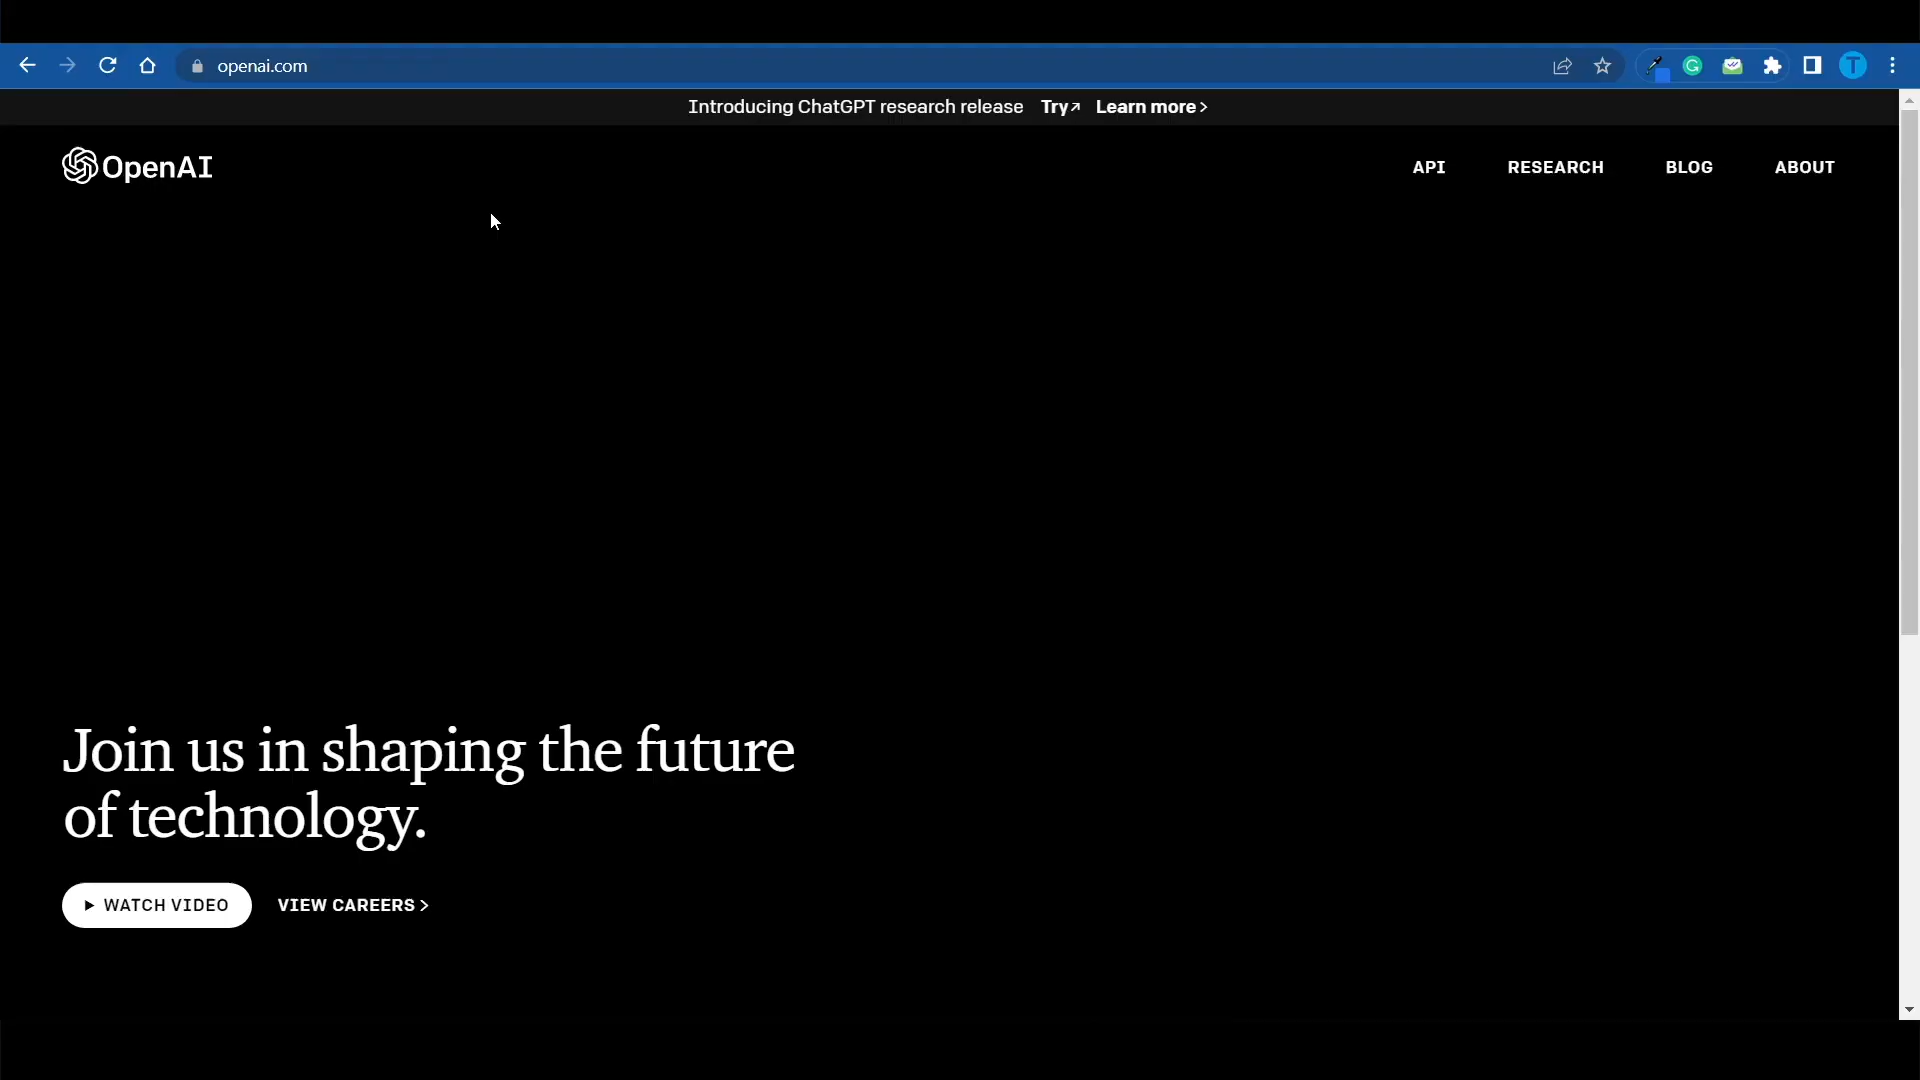 openai.com
T
Introducing ChatGPT research release Try↗ Learn more >
OpenAI
API RESEARCH BLOG ABOUT
Join us in shaping the future
of technology.
WATCH VIDEO VIEW CAREERS >